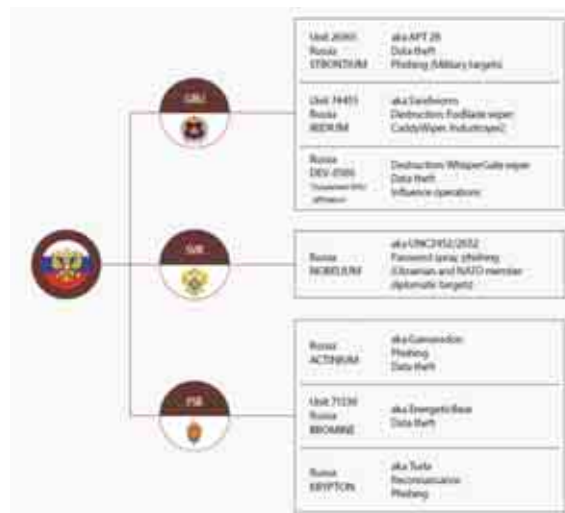 GRU
Unit 26165
Russia
STRONTIUM
aka APT 28
Data theft
Phishing (Military targets)
Unit 74455
Russia
IRIDIUM
aka Sandworm
Destruction: FoxBlade wiper
CaddyWiper, Industroyer2
Russia
DEV-0586
Destruction: WhisperGate wiper
Data theft
Influence operations
SVR
Russia
NOBELIUM
aka UNC2452/2652
Password spray, phishing
(Ukrainian and NATO member
diplomatic targets)
FSB
Russia
ACTINIUM
aka Gamaredon
Phishing
Data theft
Unit 71330
Russia
BROMINE
aka Energetic Bear
Data theft
Russia
KRYPTON
aka Turla
Reconnaissance
Phishing